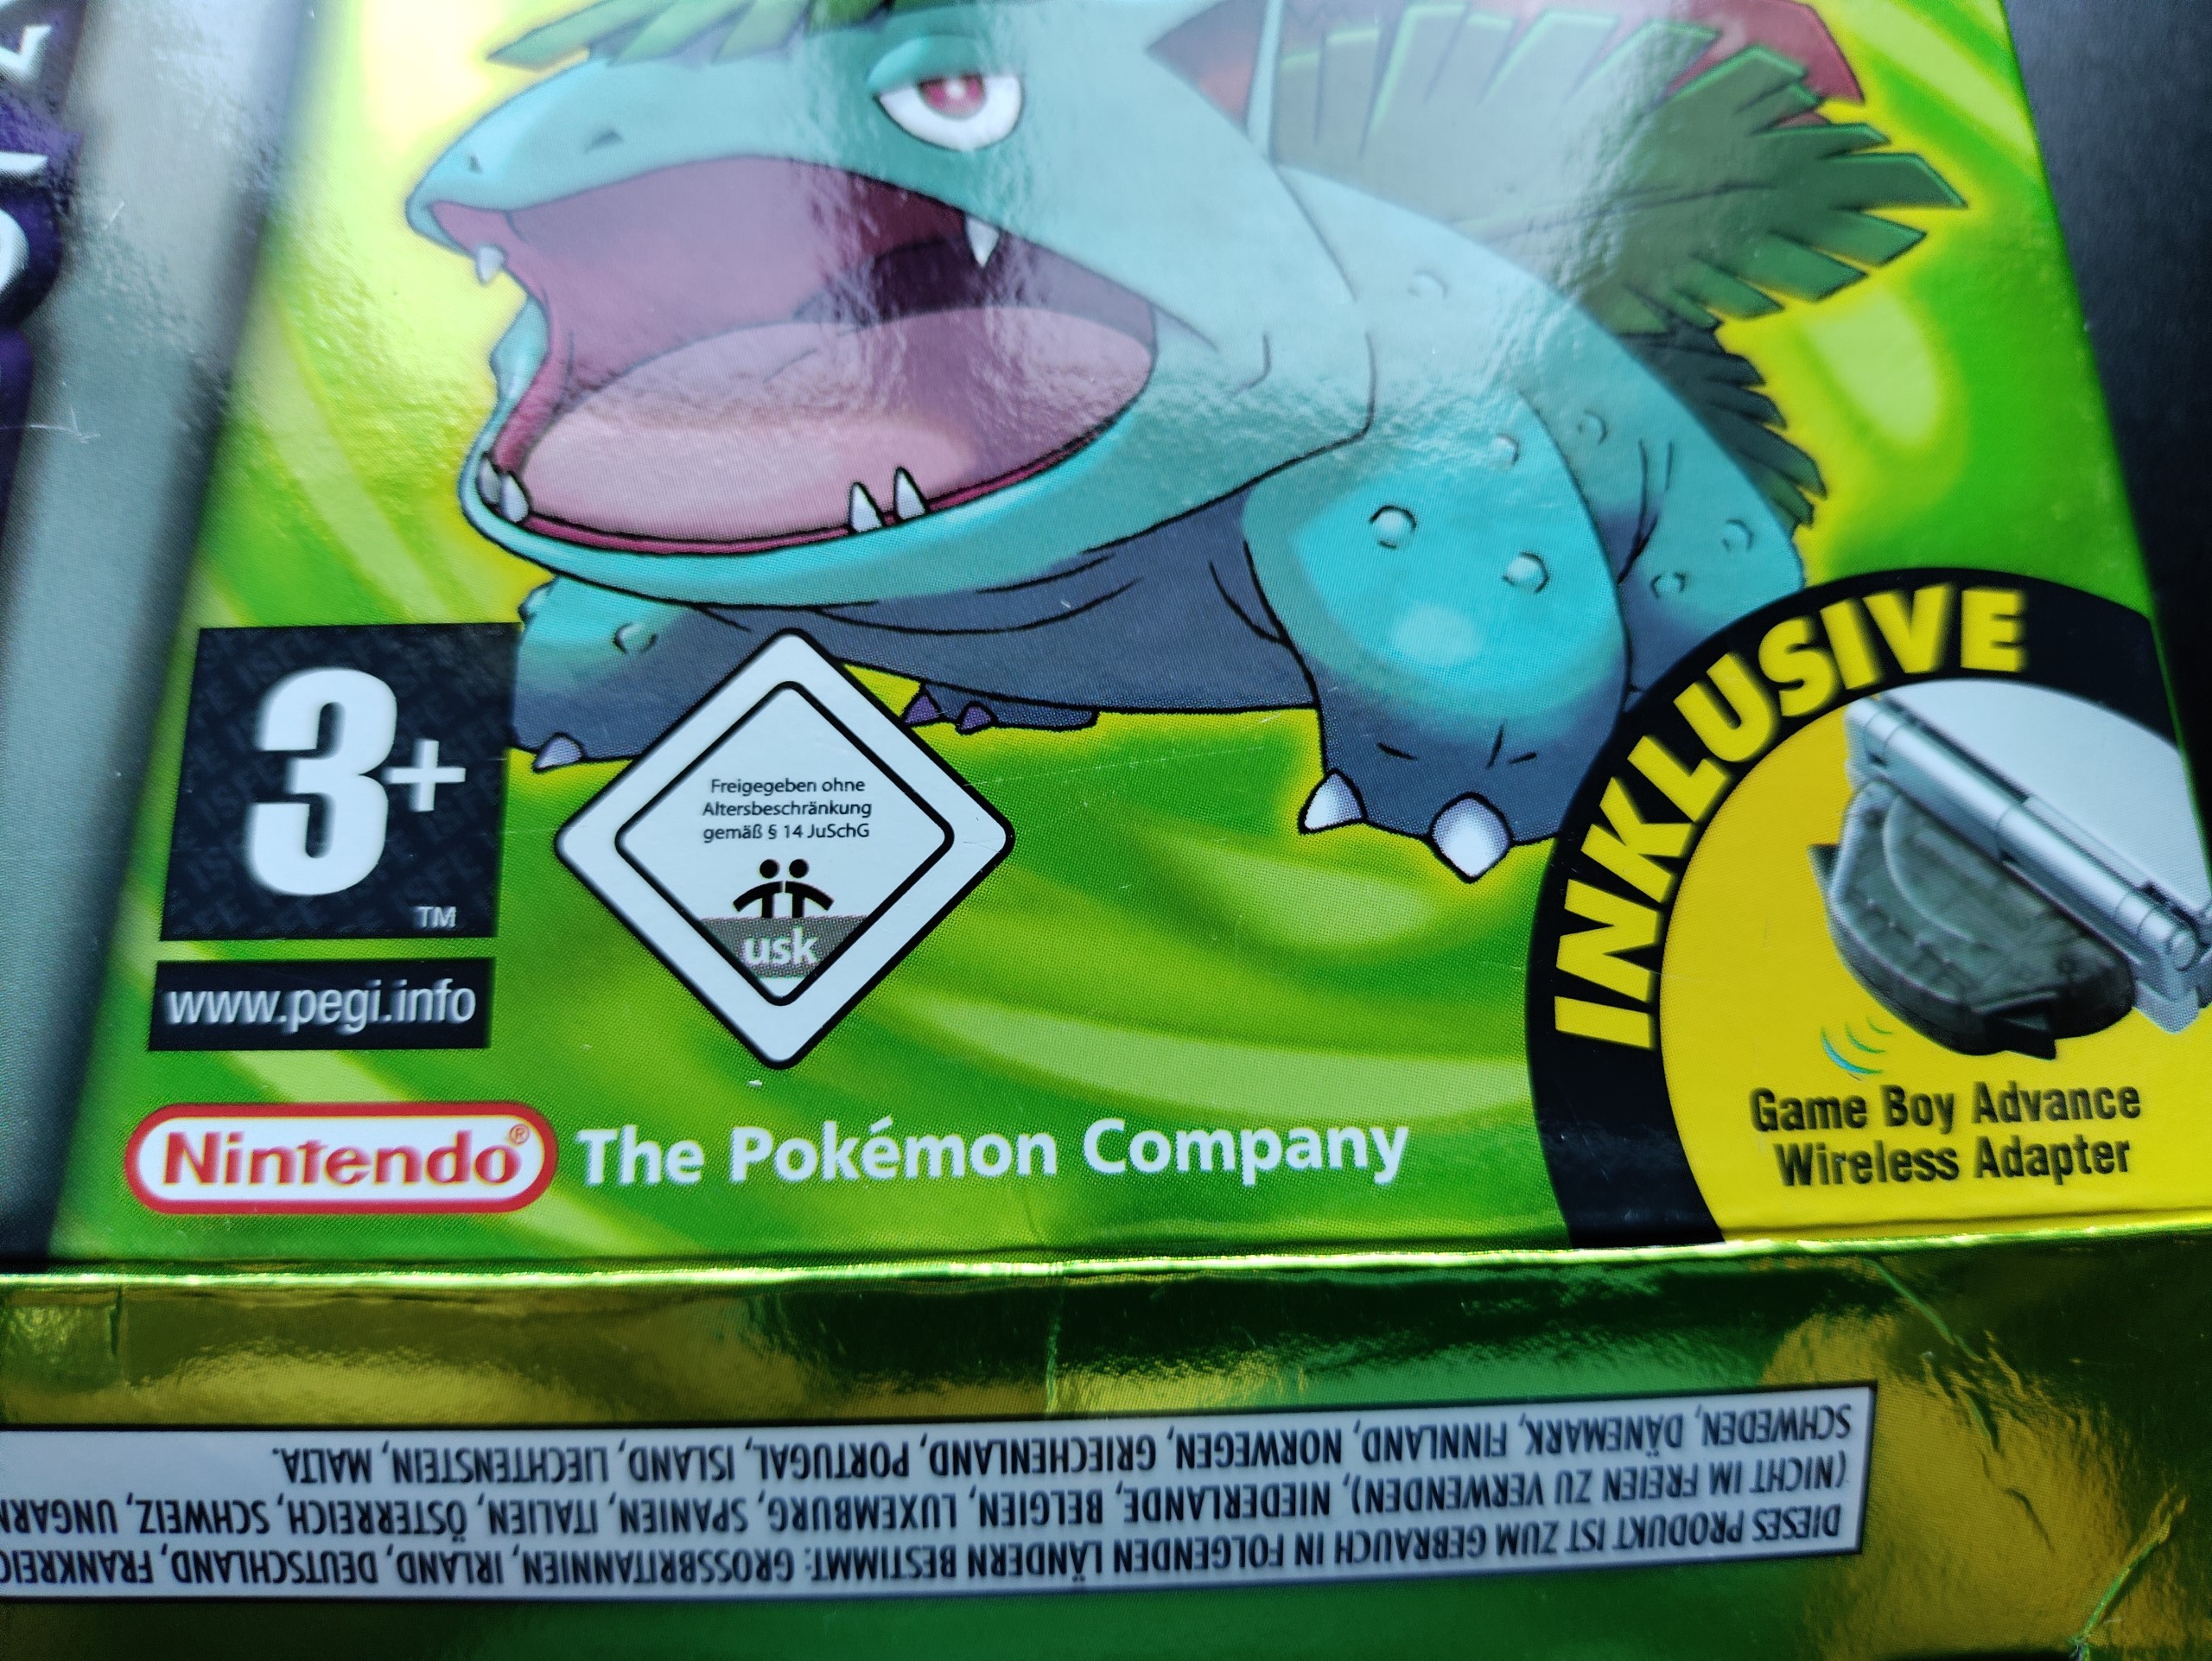 INKLUSIVE
3+
TM
www.pegi.info
Freigegeben ohne
Altersbeschränkung
gemäß § 14 JuSchG
usk
Game Boy Advance
Wireless Adapter
Nintendo®
The Pokémon Company
DIESES PRODUKT IST ZUM GEBRAUCH IN FOLGENDEN LÄNDERN BESTIMMT: GROSSBRITANNIEN, IRLAND, DEUTSCHLAND,
(NICHT IM FREIEN ZU VERWENDEN), NIEDERLANDE, BELGIEN, LUXEMBURG, SPANIEN, ITALIEN, ÖSTERREICH, SCHWEIZ,
SCHWEDEN, DÄNEMARK, FINNLAND, NORWEGEN, GRIECHENLAND, PORTUGAL, ISLAND, LIECHTENSTEIN, MALTA.